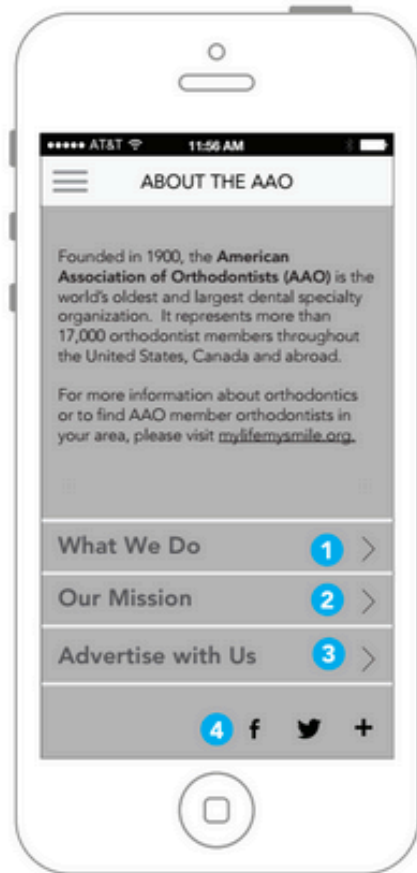 AT&T 11:56 AM
ABOUT THE AAO
Founded in 1900, the American
Association of Orthodontists (AAO) is the
world's oldest and largest dental specialty
organization. It represents more than
17,000 orthodontist members throughout
the United States, Canada and abroad.
For more information about orthodontics
or to find AAO member orthodontists in
your area, please visit mylifemysmile.org.
What We Do 1
Our Mission 2
Advertise with Us 3
4 f +